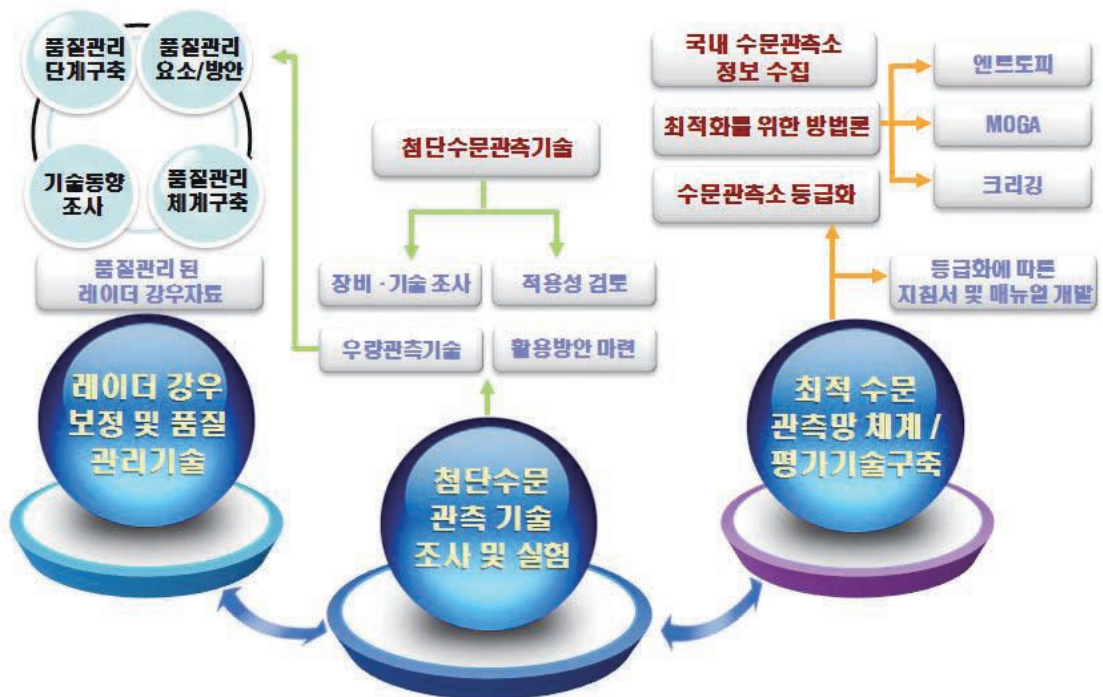 품질관리
단계구축
품질관리
요소/방안
기술동향
조사
품질관리
체계구축
품질관리 된
레이더 강우자료
레이더 강우
보정 및 품질
관리기술
첨단수문관측기술
장비·기술 조사
적용성 검토
우량관측기술
활용방안 마련
첨단수문
관측 기술
조사 및 실험
국내 수문관측소
정보 수집
최적화를 위한 방법론
수문관측소 등급화
엔트도피
MOGA
크리깅
등급화에 따른
지침서 및 매뉴얼 개발
최적 수문
관측망 체계 /
평가기술구축